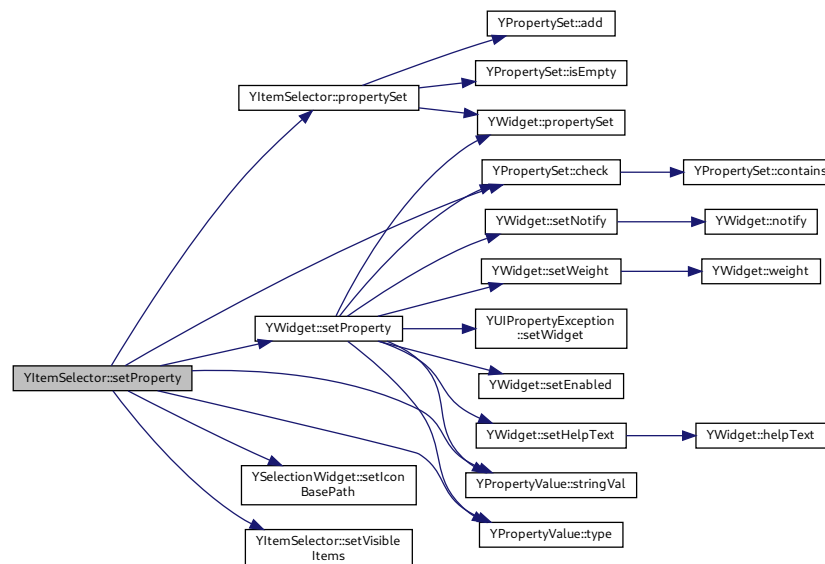 YPropertySet::add
YPropertySet::isEmpty
YItemSelector::propertySet
YWidget::propertySet
YPropertySet::check
YPropertySet::contains
YWidget::setNotify
YWidget::notify
YWidget::setWeight
YWidget::weight
YWidget::setProperty
YUIPropertyException
::setWidget
YItemSelector::setProperty
YWidget::setEnabled
YWidget::setHelpText
YWidget::helpText
YSelectionWidget::setIcon
BasePath
YPropertyValue::stringVal
YPropertyValue::type
YItemSelector::setVisible
Items